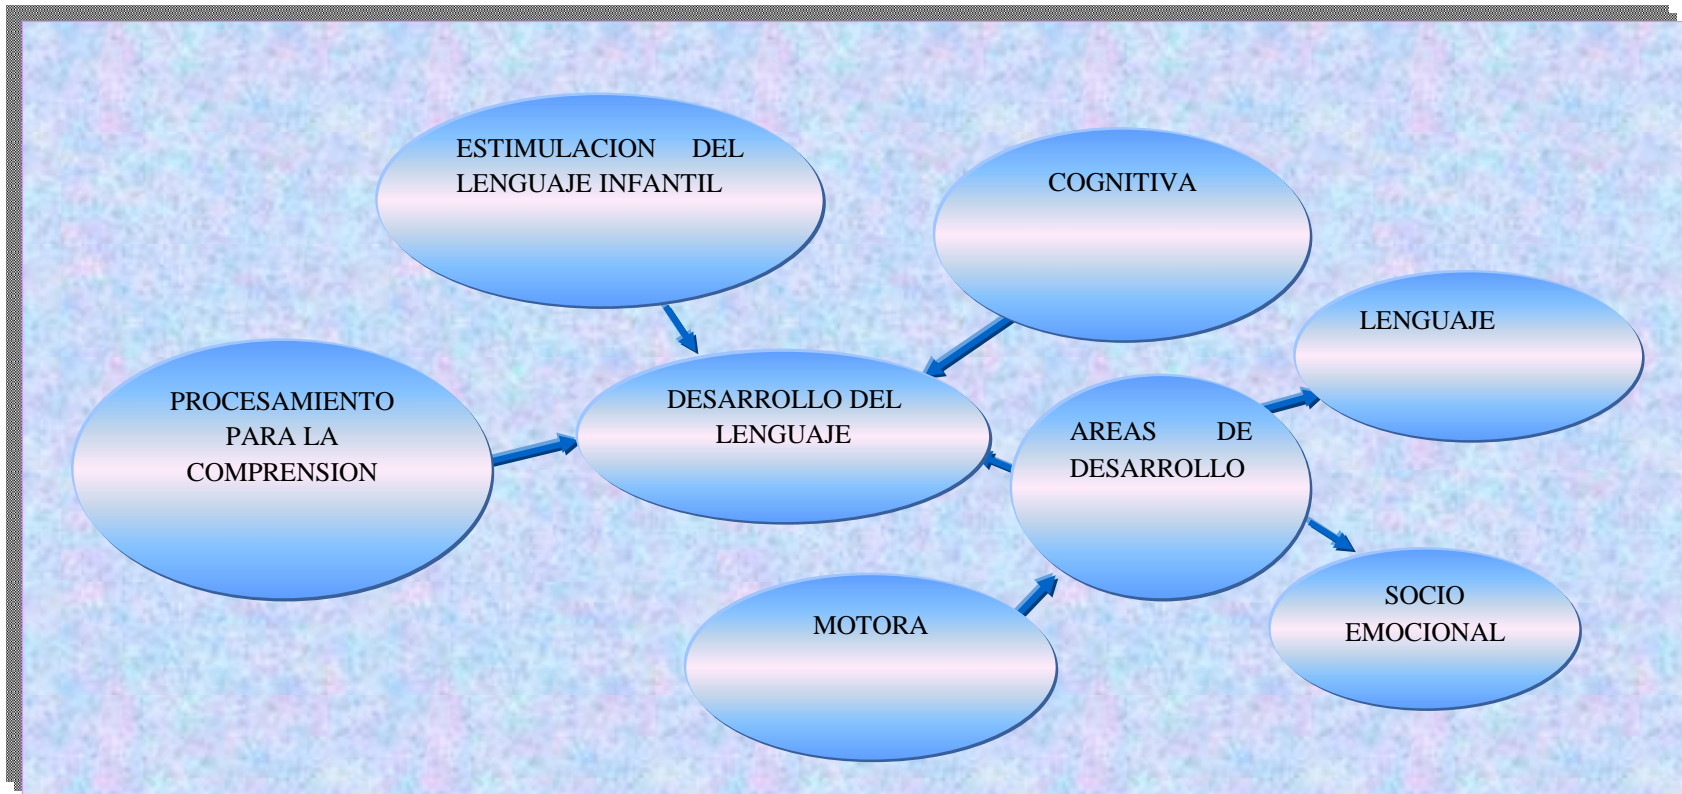 ESTIMULACION DEL
LENGUAJE INFANTIL
COGNITIVA
LENGUAJE
PROCESAMIENTO
PARA LA
COMPRENSION
DESARROLLO DEL
LENGUAJE
AREAS DE
DESARROLLO
MOTORA
SOCIO
EMOCIONAL